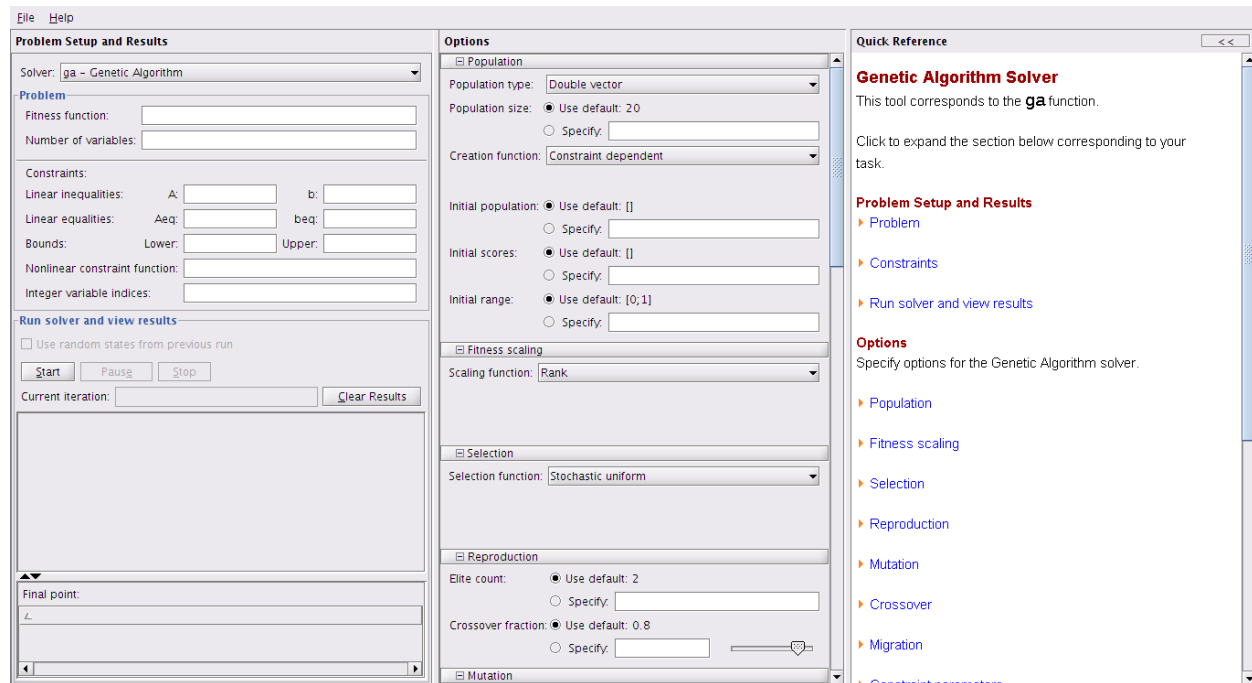 File Help
Problem Setup and Results
Solver: ga - Genetic Algorithm
Problem
Fitness function:
Number of variables:
Constraints:
Linear inequalities: A: b:
Linear equalities: Aeq: beq:
Bounds: Lower: Upper:
Nonlinear constraint function:
Integer variable indices:
Run solver and view results
Use random states from previous run
Start Pause Stop
Current iteration: Clear Results
Final point:
Options
Population
Population type: Double vector
Population size: Use default: 20
Specify:
Creation function: Constraint dependent
Initial population: Use default: []
Specify:
Initial scores: Use default: []
Specify:
Initial range: Use default: [0;1]
Specify:
Fitness scaling
Scaling function: Rank
Selection
Selection function: Stochastic uniform
Reproduction
Elite count: Use default: 2
Specify:
Crossover fraction: Use default: 0.8
Specify:
Mutation
Quick Reference <<
Genetic Algorithm Solver
This tool corresponds to the ga function.
Click to expand the section below corresponding to your
task.
Problem Setup and Results
Problem
Constraints
Run solver and view results
Options
Specify options for the Genetic Algorithm solver.
Population
Fitness scaling
Selection
Reproduction
Mutation
Crossover
Migration
Constraint parameters